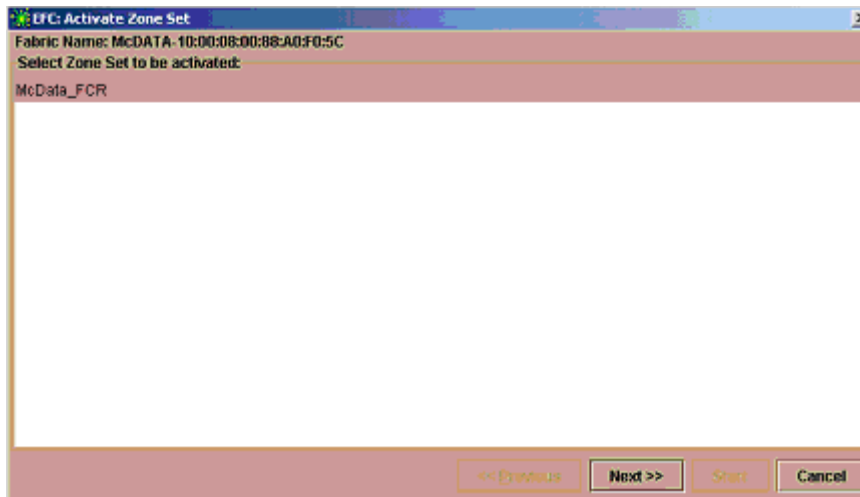 EFC: Activate Zone Set
Fabric Name: McDATA-10:00:08:00:88:A0:F0:5C
Select Zone Set to be activated:
McData_FCR
<< Previous Next >> Start Cancel